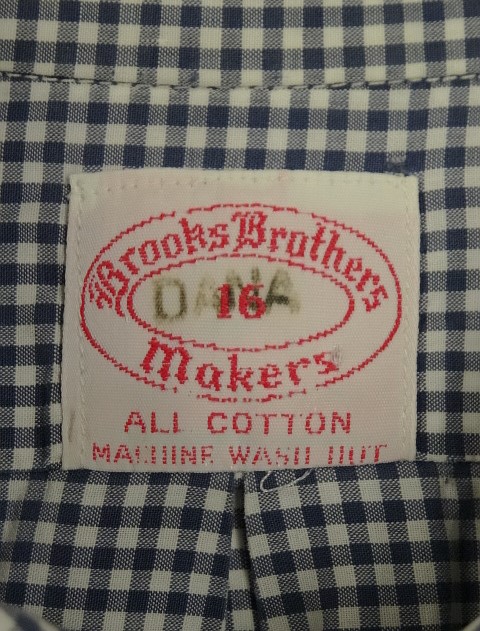 Brooks Brothers
DANA
16
Makers
ALL COTTON
MACHINE WASH HOT